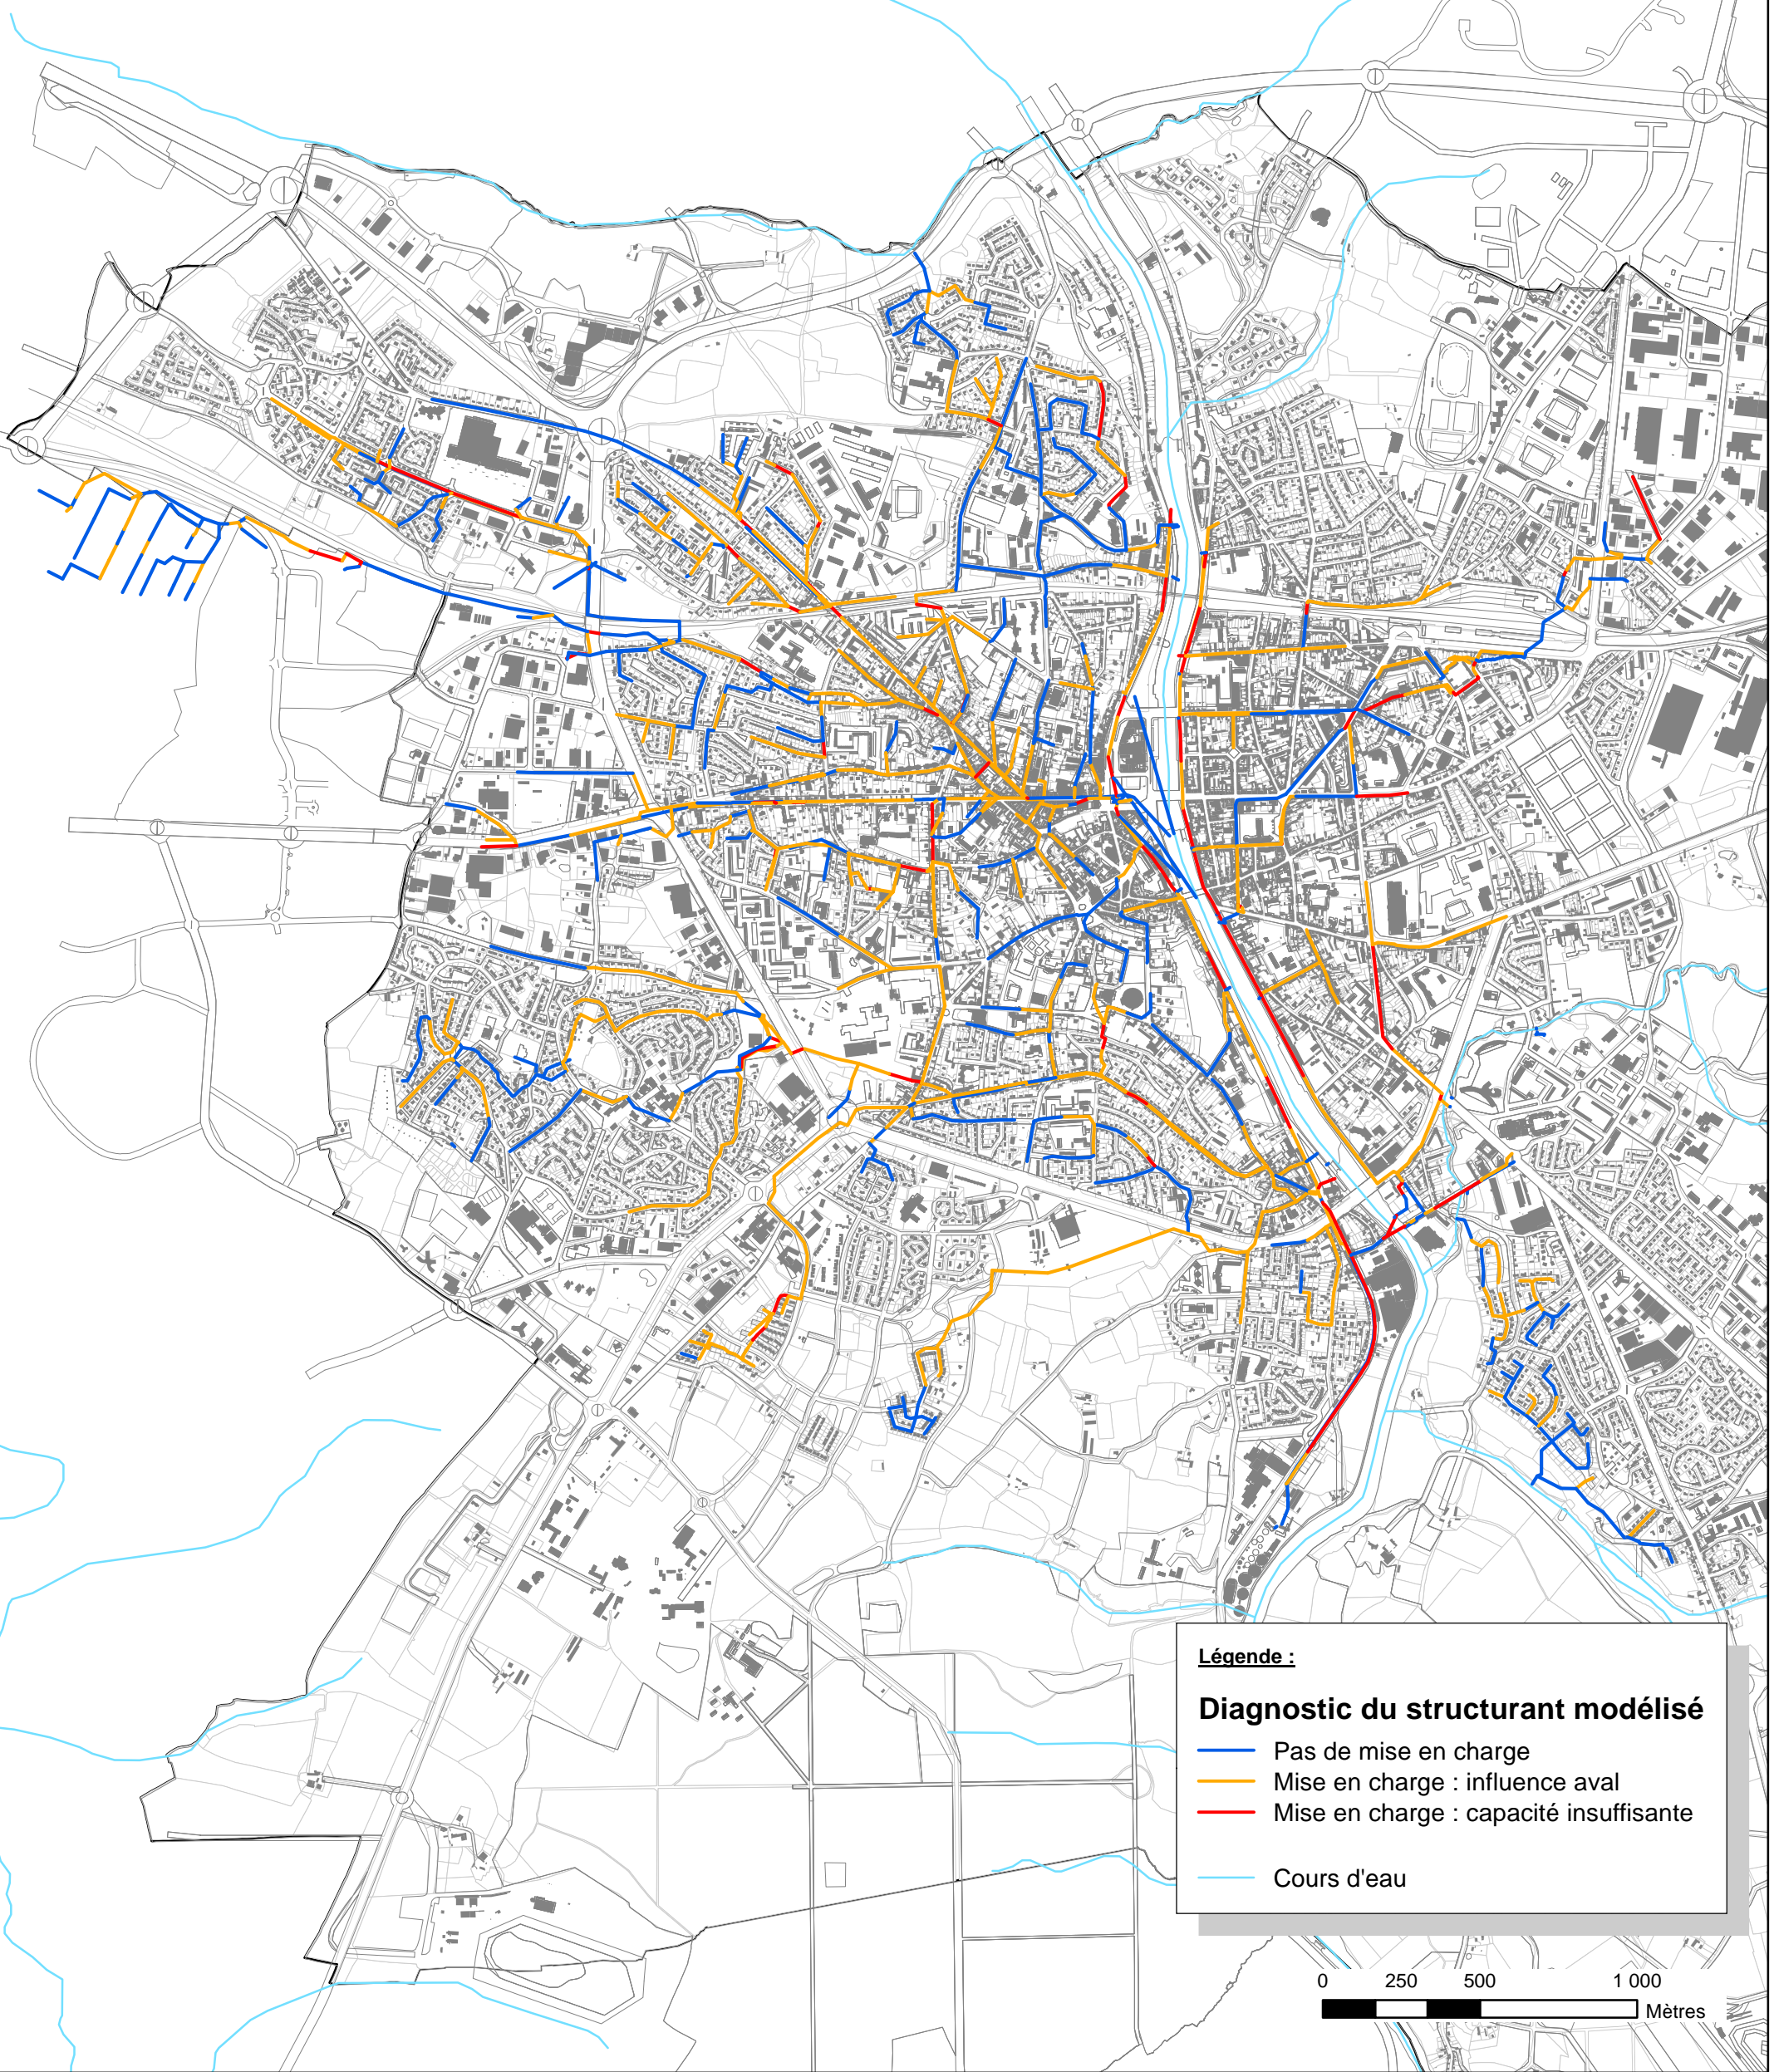 Légende :
Diagnostic du structurant modélisé
Pas de mise en charge
Mise en charge : influence aval
Mise en charge : capacité insuffisante
Cours d'eau
0 250 500 1 000
Mètres